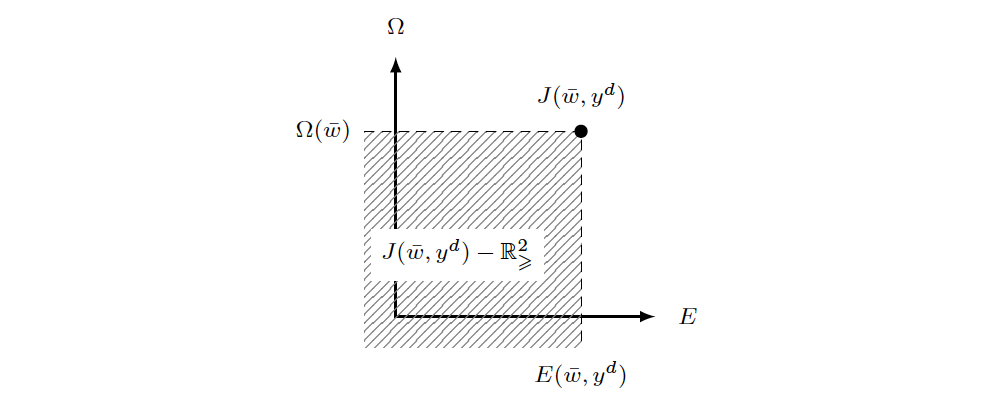 Ω
J(w̄, y^d)
Ω(w̄)
J(w̄, y^d) − ℝ²_⩾
E
E(w̄, y^d)